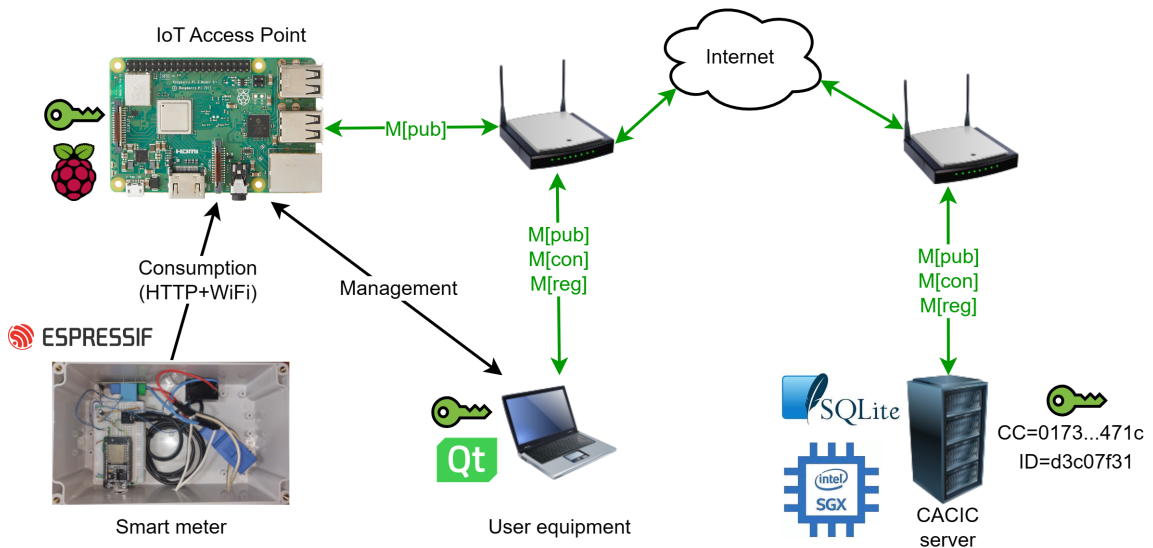 IoT Access Point
Internet
HDMI
M[pub]
M[pub]
M[con]
M[reg]
M[pub]
M[con]
M[reg]
Consumption
(HTTP+WiFi)
Management
ESPRESSIF
Qt
SQLite
intel
SGX
CC=0173...471c
ID=d3c07f31
Smart meter
User equipment
CACIC
server